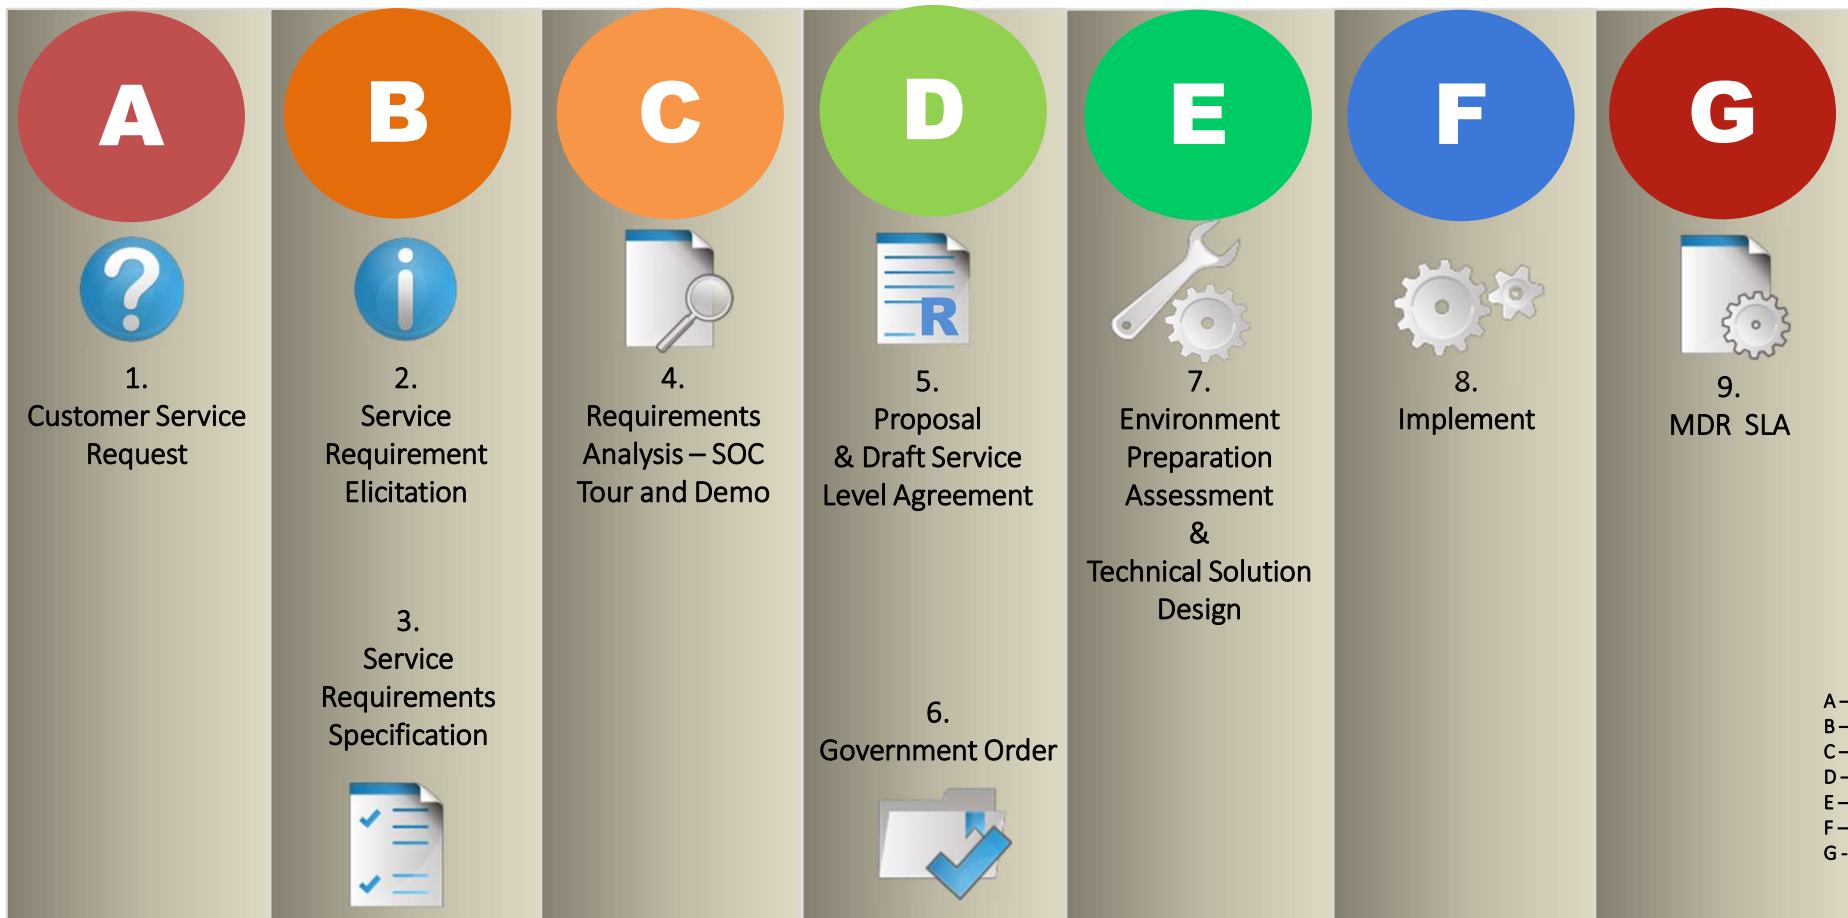 A
B
C
D
E
F
G
1.
Customer Service
Request
2.
Service
Requirement
Elicitation
3.
Service
Requirements
Specification
4.
Requirements
Analysis – SOC
Tour and Demo
R
5.
Proposal
& Draft Service
Level Agreement
6.
Government Order
7.
Environment
Preparation
Assessment
&
Technical Solution
Design
8.
Implement
9.
MDR SLA
A –
B –
C –
D –
E –
F –
G -